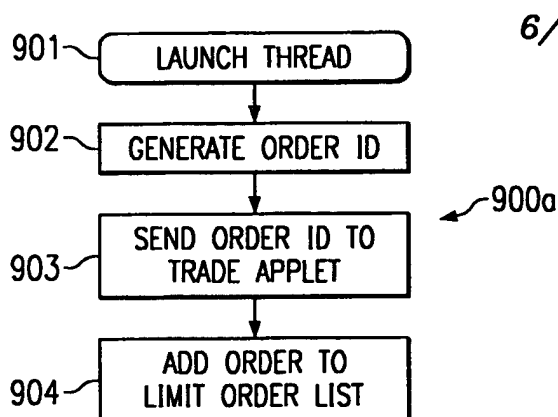 6/
901
LAUNCH THREAD
902
GENERATE ORDER ID
900a
903
SEND ORDER ID TO
TRADE APPLET
904
ADD ORDER TO
LIMIT ORDER LIST